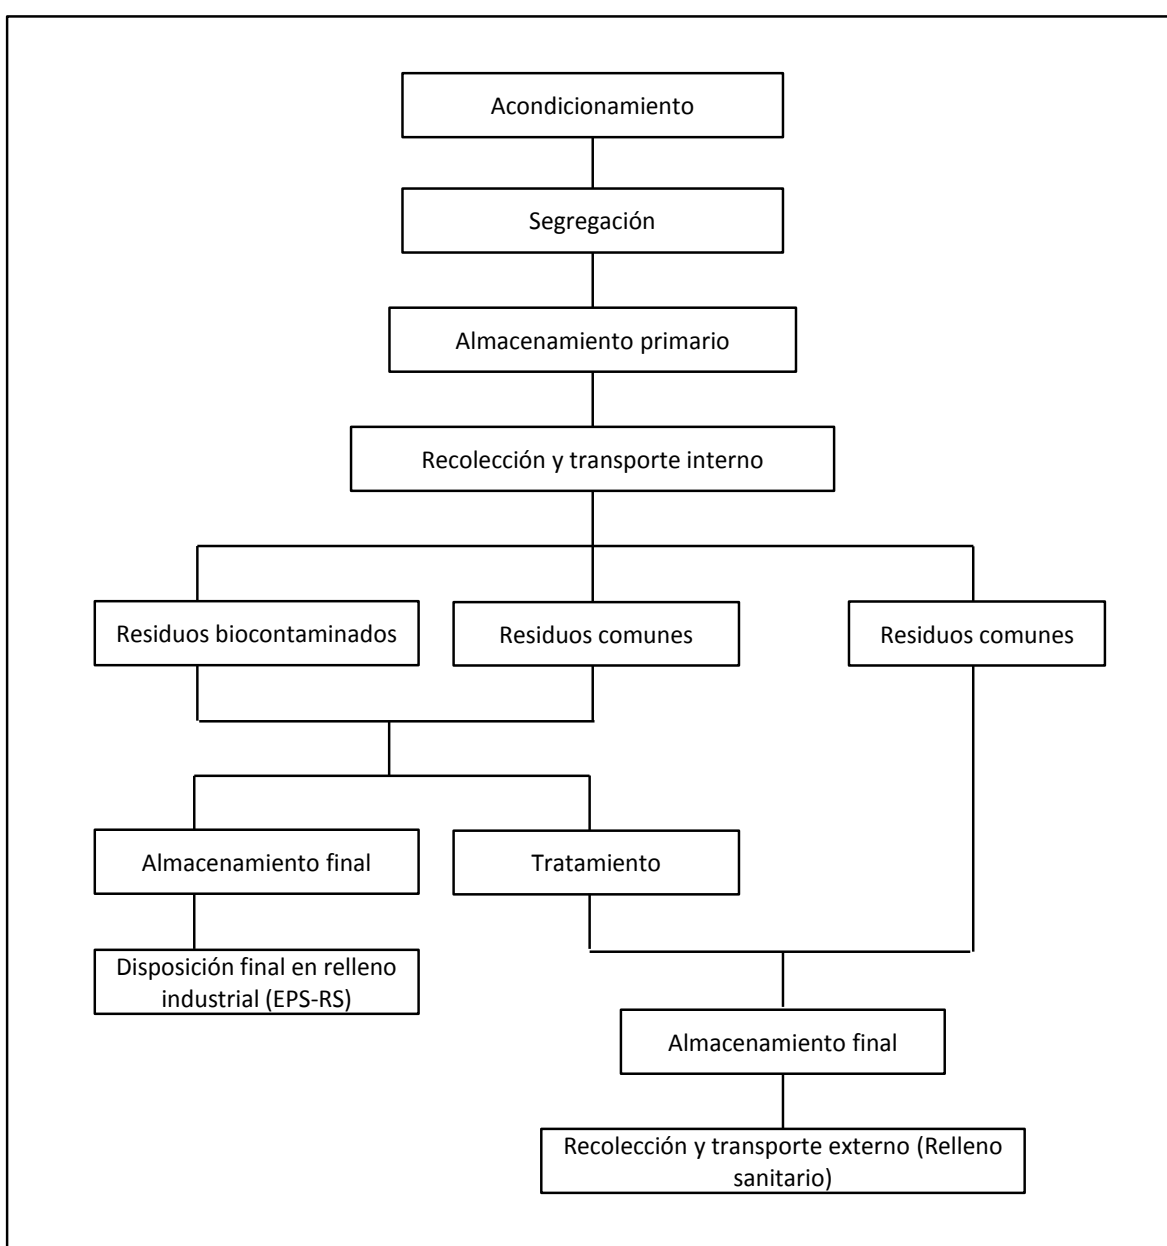 Acondicionamiento
Segregación
Almacenamiento primario
Recolección y transporte interno
Residuos biocontaminados
Residuos comunes
Residuos comunes
Almacenamiento final
Tratamiento
Disposición final en relleno
industrial (EPS-RS)
Almacenamiento final
Recolección y transporte externo (Relleno
sanitario)